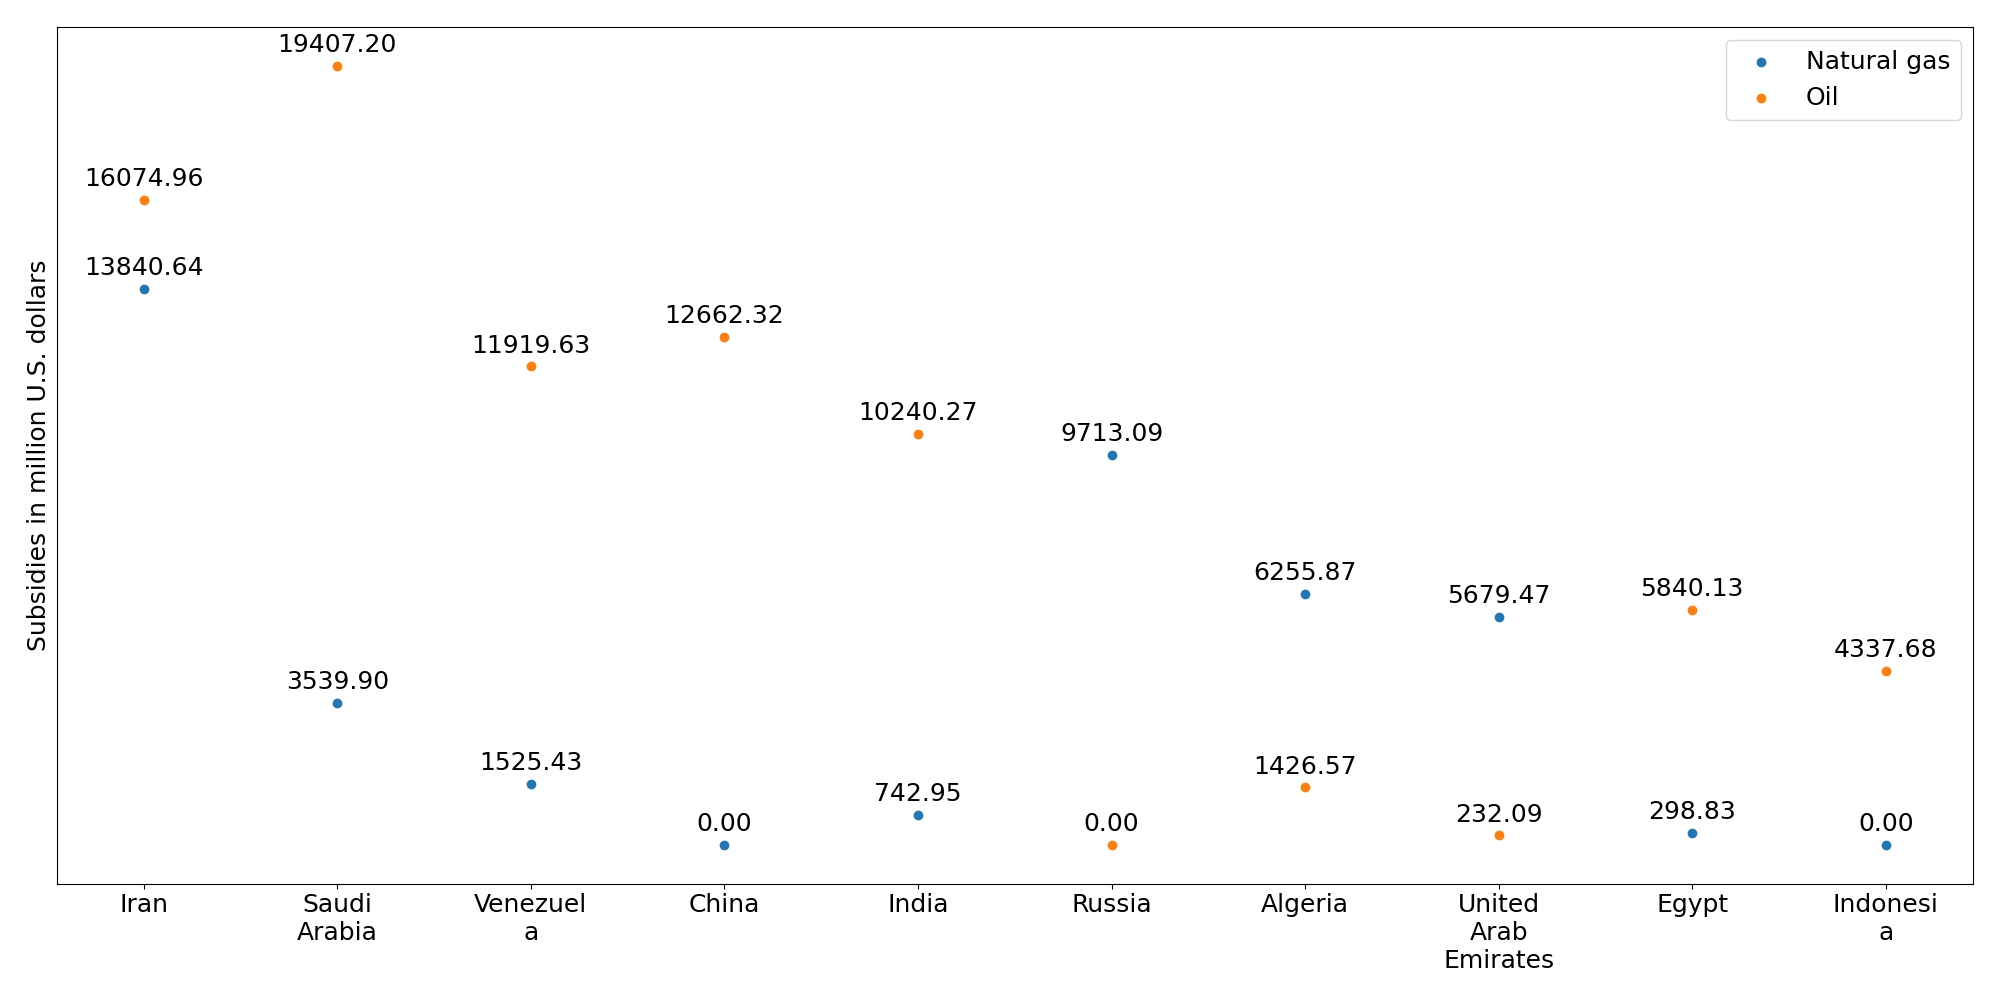 19407.20
Natural gas
Oil
16074.96
13840.64
12662.32
11919.63
10240.27
9713.09
6255.87
5679.47
5840.13
4337.68
3539.90
1525.43
1426.57
742.95
0.00
0.00
232.09
298.83
0.00
Subsidies in million U.S. dollars
Iran
Saudi
Arabia
Venezuel
a
China
India
Russia
Algeria
United
Arab
Emirates
Egypt
Indonesi
a